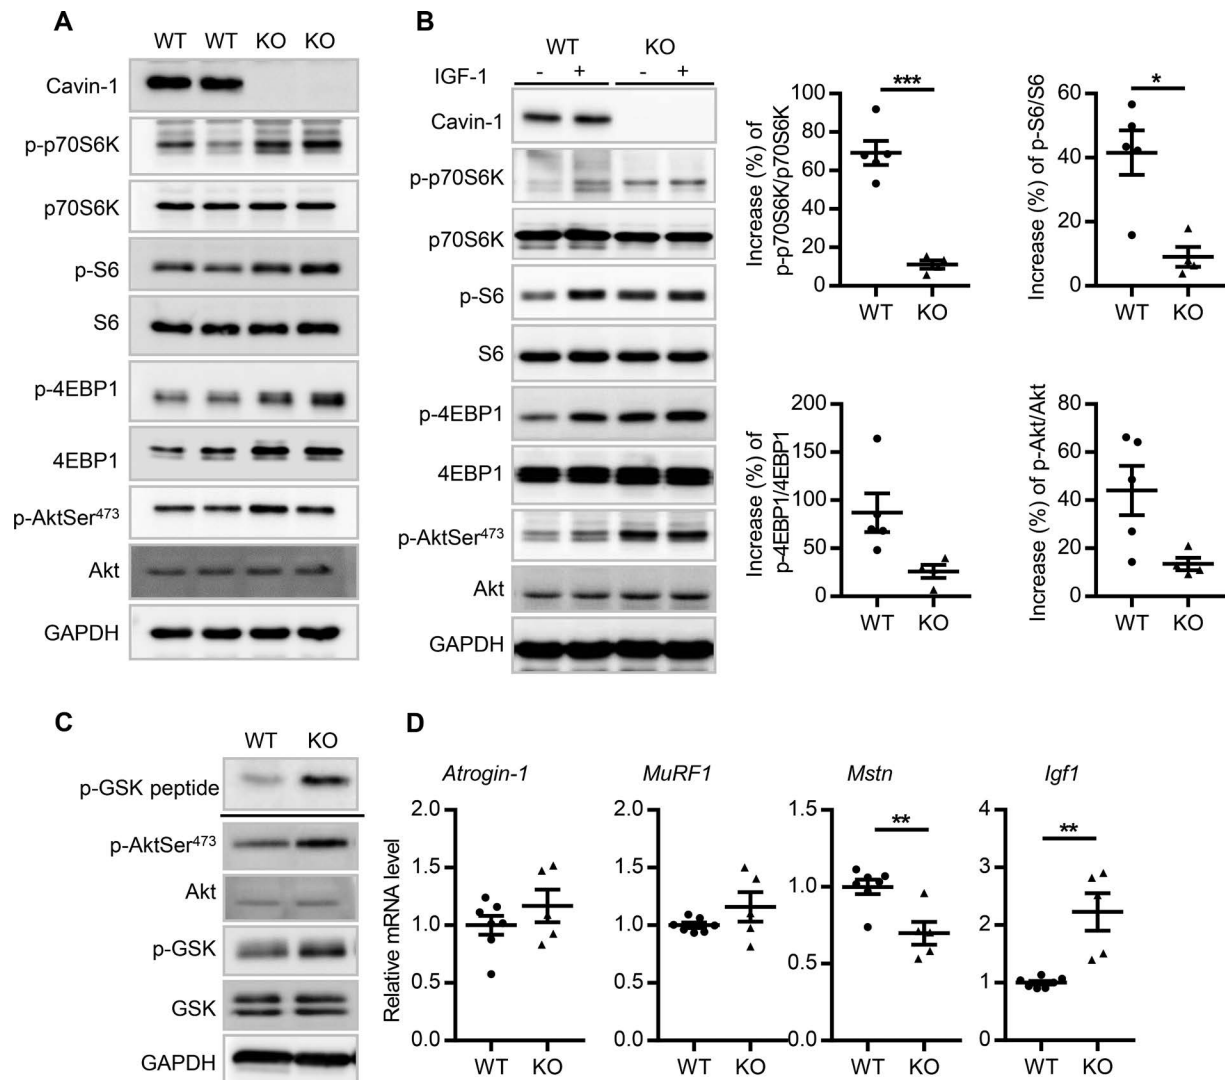 A
WT WT KO KO
Cavin-1
p-p70S6K
p70S6K
p-S6
S6
p-4EBP1
4EBP1
p-AktSer473
Akt
GAPDH
B
WT KO
IGF-1 - + - +
Cavin-1
p-p70S6K
p70S6K
p-S6
S6
p-4EBP1
4EBP1
p-AktSer473
Akt
GAPDH
Increase (%) of
p-p70S6K/p70S6K
100
80
60
40
20
0
***
WT KO
Increase (%) of p-S6/S6
60
40
20
0
*
WT KO
Increase (%) of
p-4EBP1/4EBP1
200
150
100
50
0
WT KO
Increase (%) of p-Akt/Akt
80
60
40
20
0
WT KO
C
WT KO
p-GSK peptide
p-AktSer473
Akt
p-GSK
GSK
GAPDH
D
Relative mRNA level
Atrogin-1
2.0
1.5
1.0
0.5
0.0
WT KO
MuRF1
2.0
1.5
1.0
0.5
0.0
WT KO
Mstn
1.5
1.0
0.5
0.0
**
WT KO
Igf1
4
3
2
1
0
**
WT KO